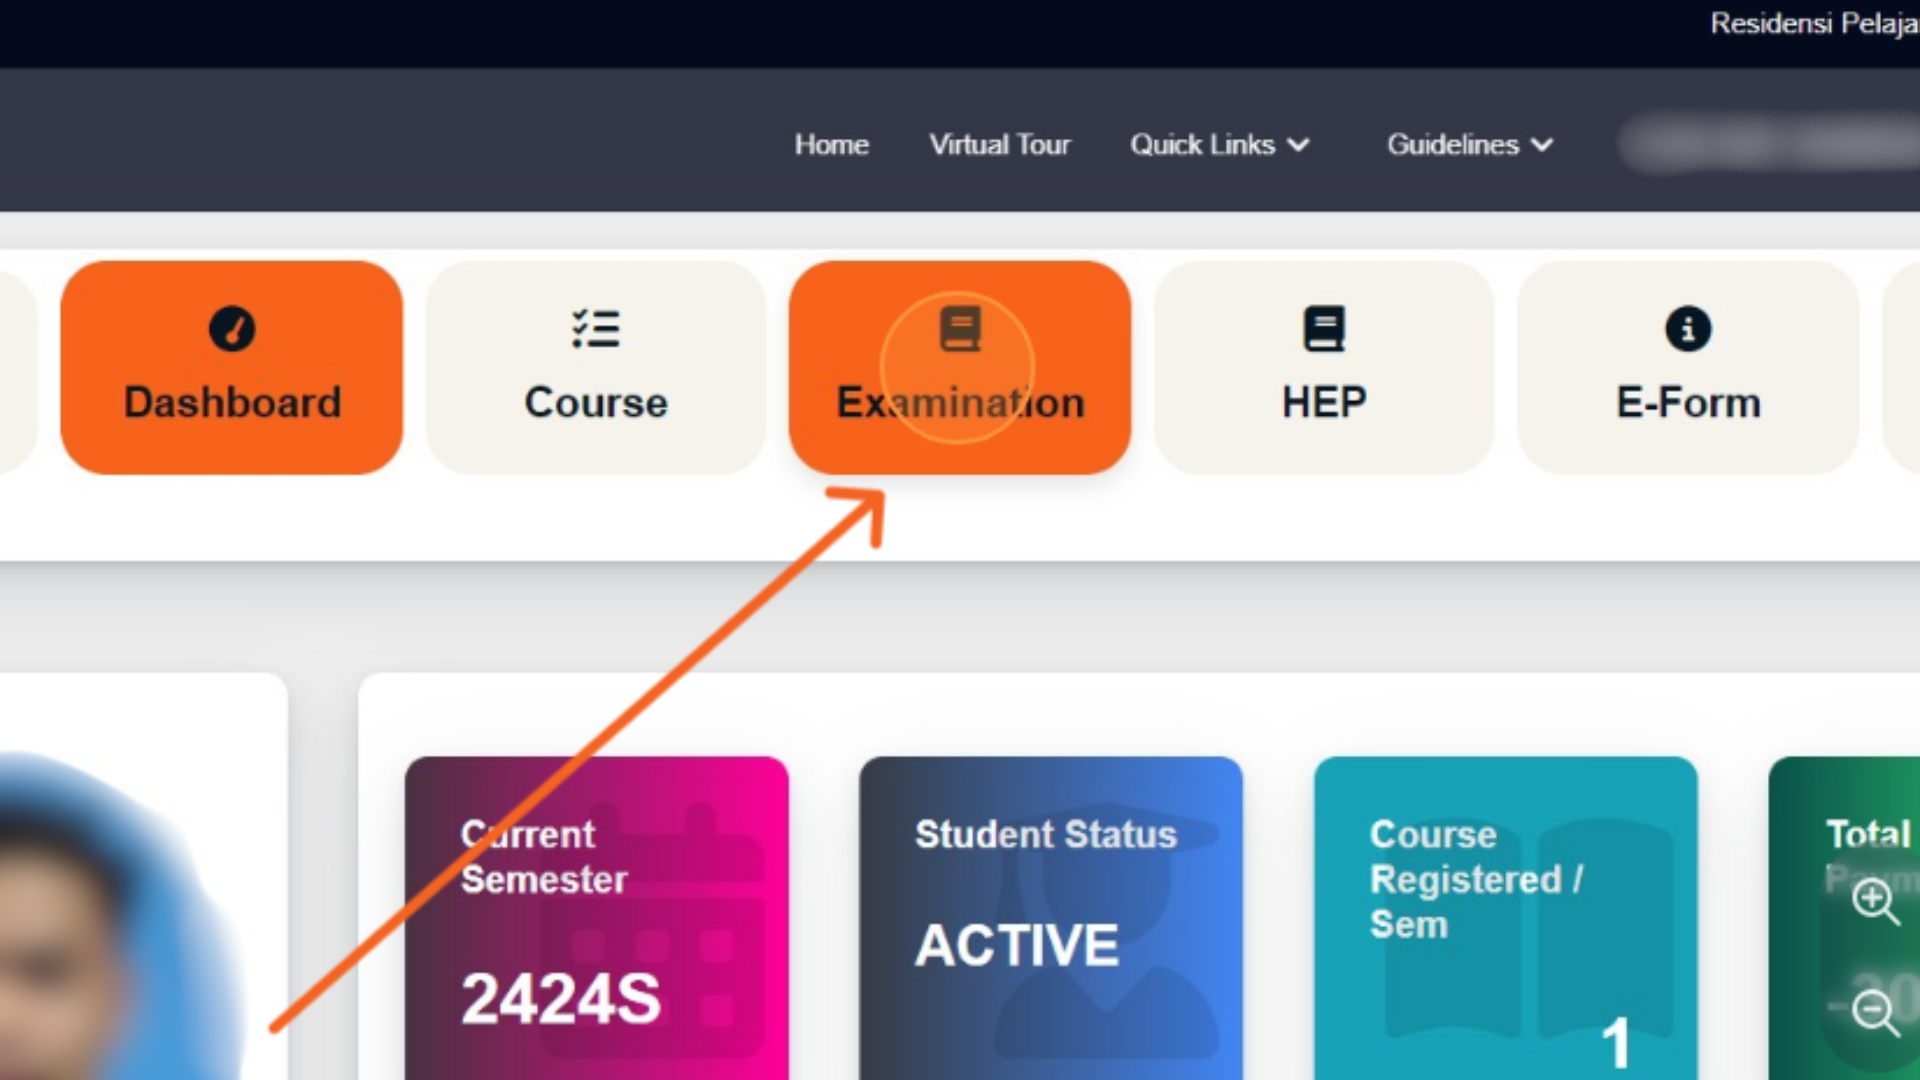 Residensi Pelaja
Home Virtual Tour Quick Links Guidelines
Dashboard Course Examination HEP E-Form
Current
Semester
2424S
Student Status
ACTIVE
Course
Registered /
Sem
1
Total